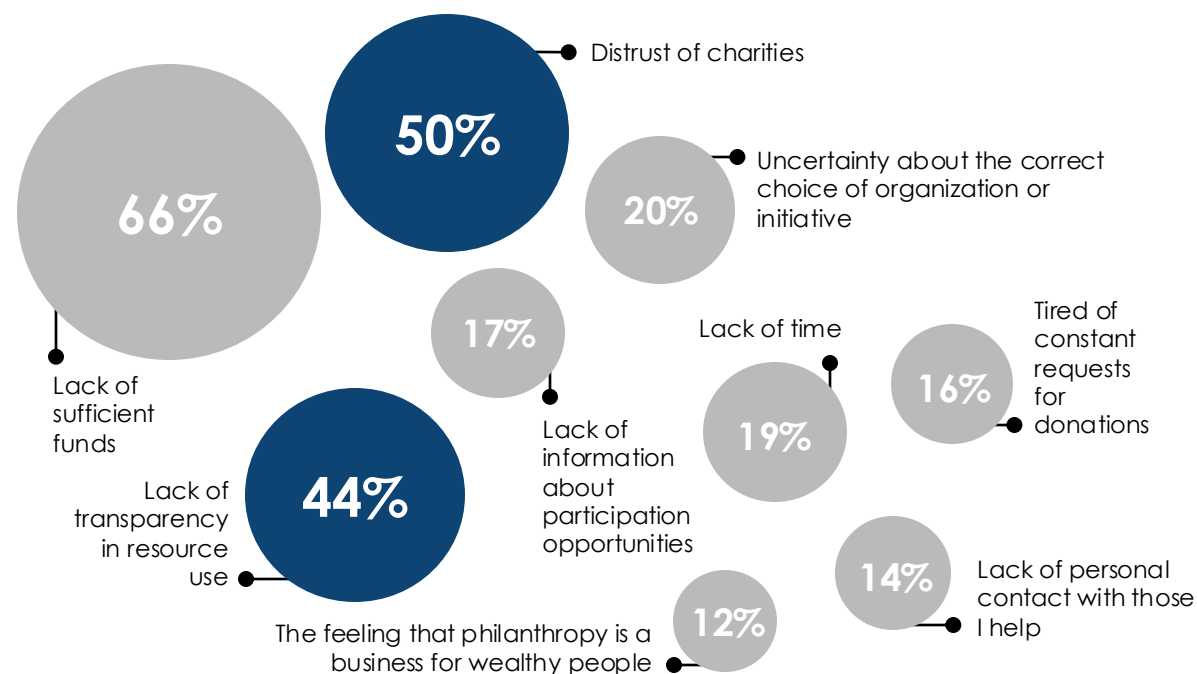 50%
Distrust of charities
66%
Lack of
sufficient
funds
20%
Uncertainty about the correct
choice of organization or
initiative
17%
Lack of
information
about
participation
opportunities
Lack of time
19%
16%
Tired of
constant
requests
for
donations
44%
Lack of
transparency
in resource
use
14%
Lack of personal
contact with those
I help
12%
The feeling that philanthropy is a
business for wealthy people